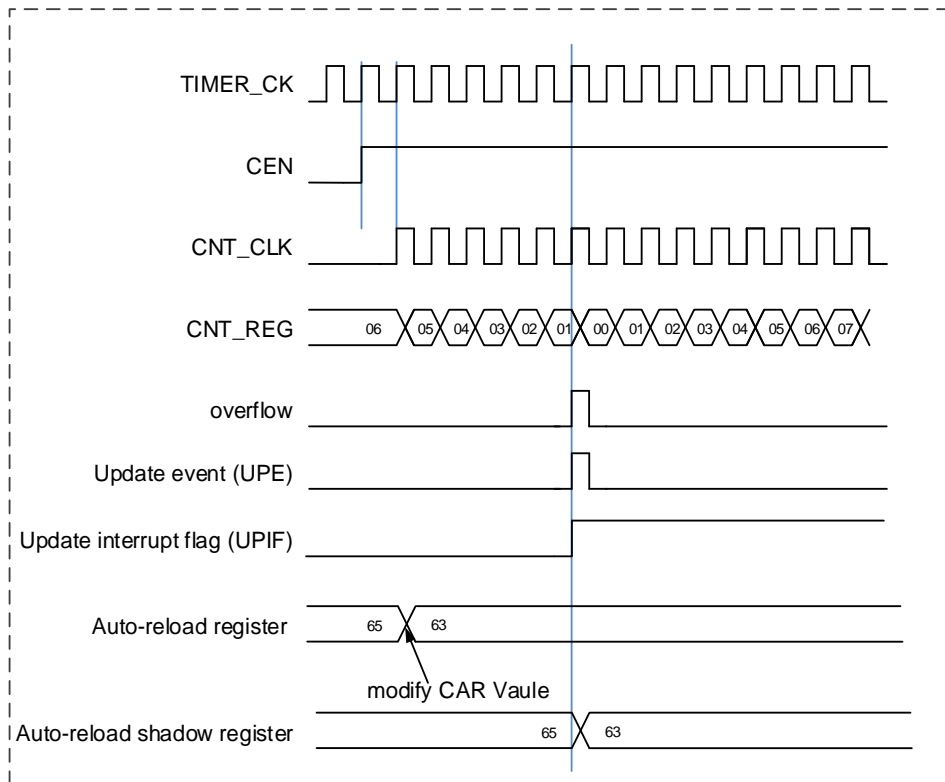 TIMER_CK
CEN
CNT_CLK
CNT_REG 06 05 04 03 02 01 00 01 02 03 04 05 06 07
overflow
Update event (UPE)
Update interrupt flag (UPIF)
Auto-reload register 65 63
modify CAR Vaule
Auto-reload shadow register 65 63